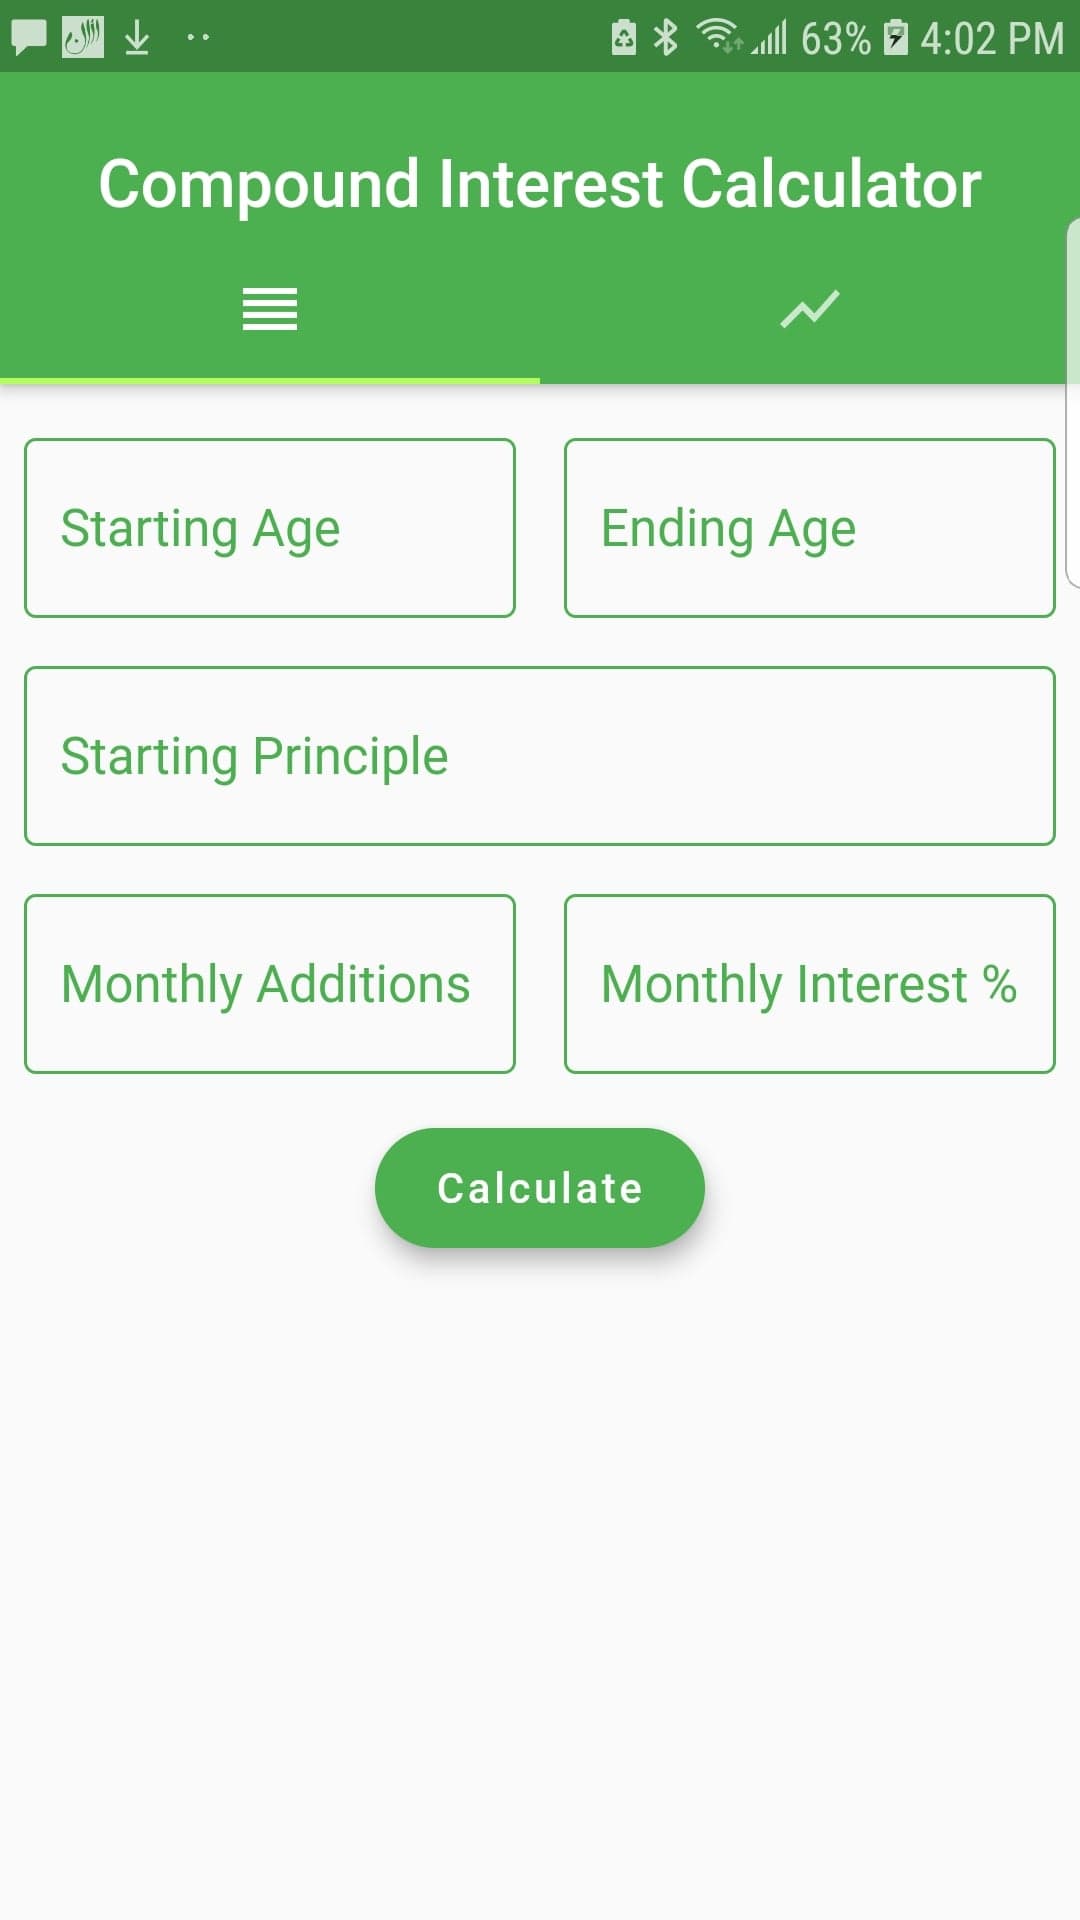 63% 4:02 PM
Compound Interest Calculator
Starting Age
Ending Age
Starting Principle
Monthly Additions
Monthly Interest %
Calculate